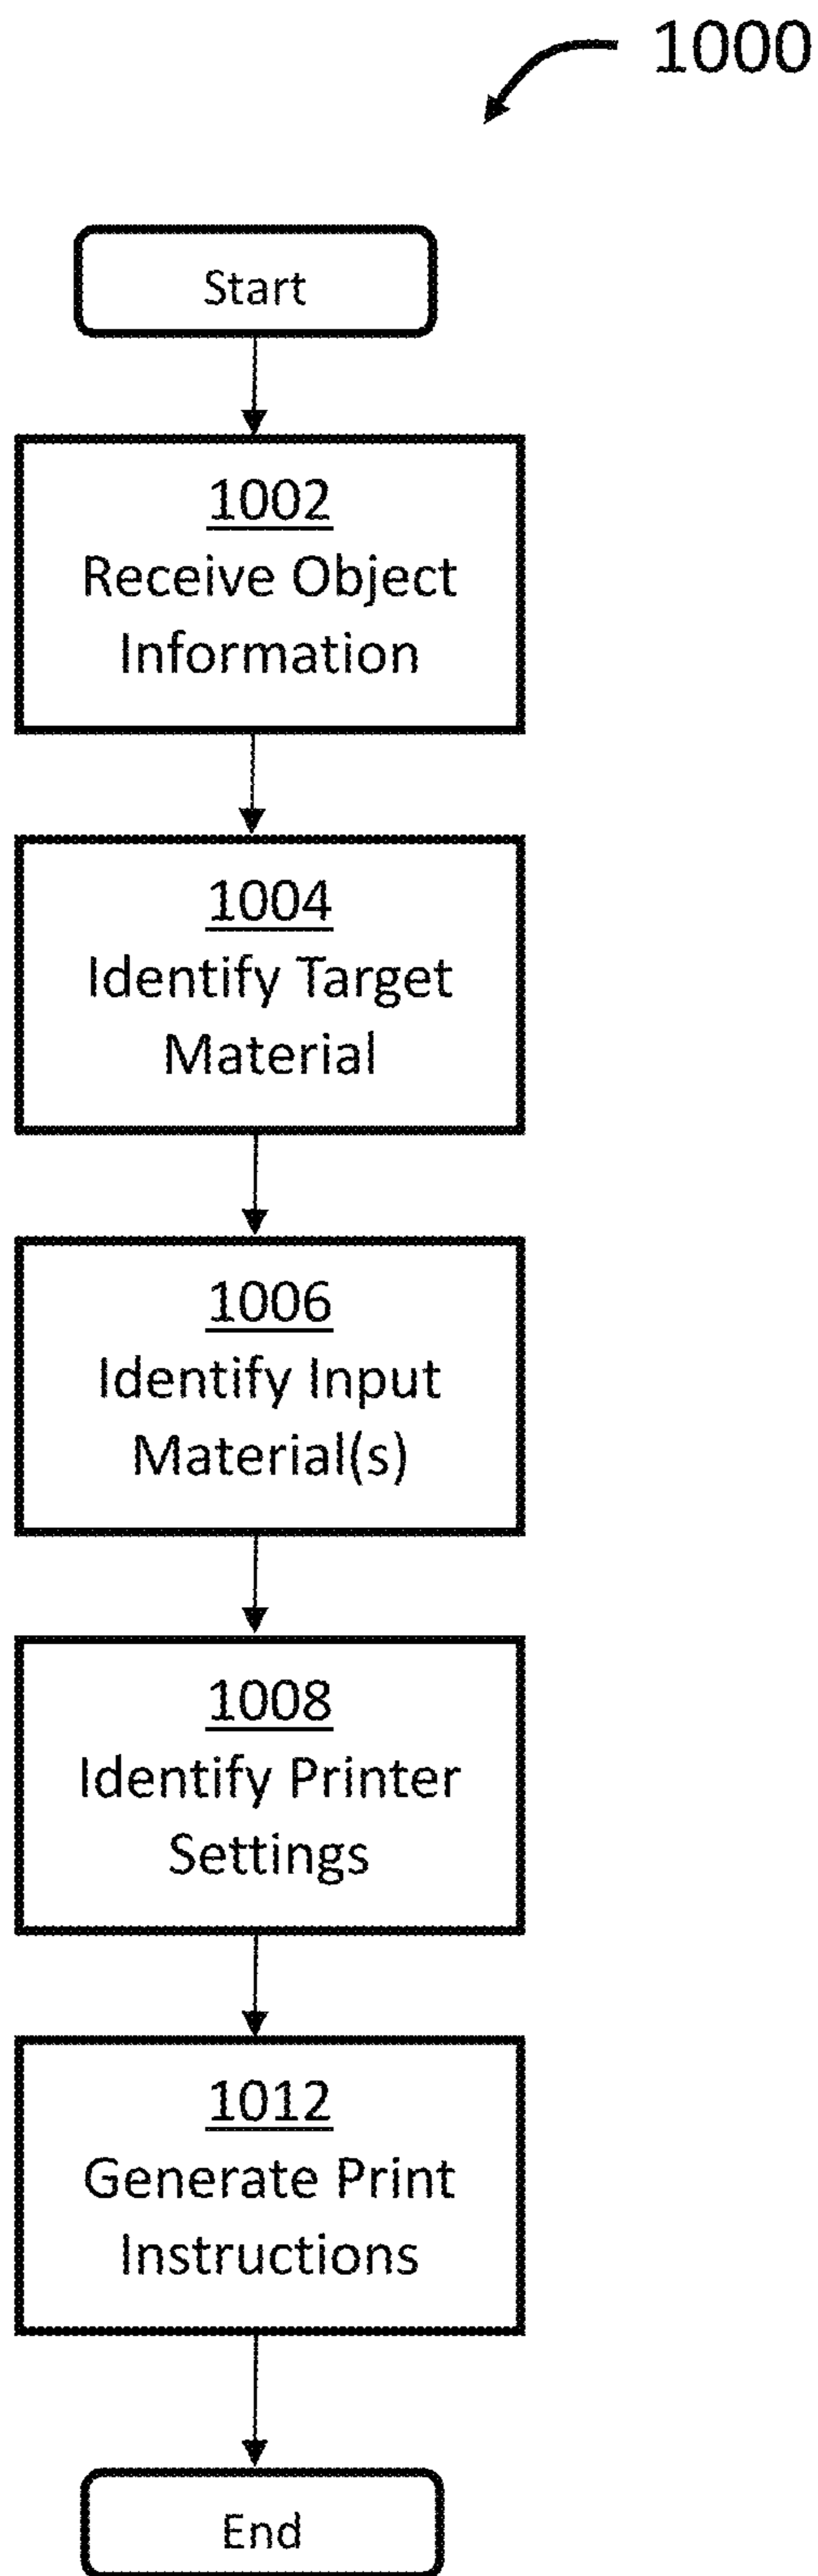 1000
Start
1002
Receive Object
Information
1004
Identify Target
Material
1006
Identify Input
Material(s)
1008
Identify Printer
Settings
1012
Generate Print
Instructions
End